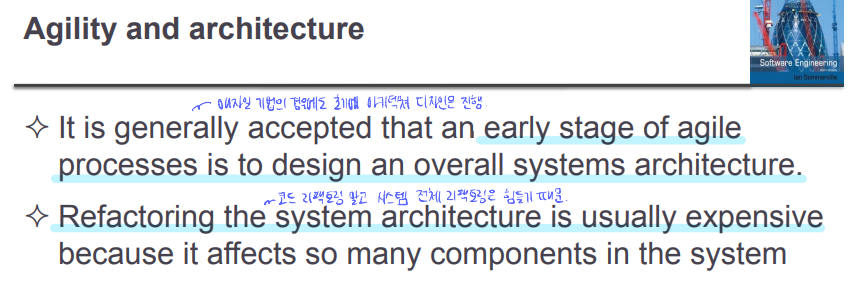 Agility and architecture
Software Engineering
Ian Sommerville
애자일 기법의 경우에도 초기에 아키텍쳐 디자인은 진행.
✧ It is generally accepted that an early stage of agile
processes is to design an overall systems architecture.
코드 리팩토링 말고 시스템 전체 리팩토링은 힘들기 때문.
✧ Refactoring the system architecture is usually expensive
because it affects so many components in the system